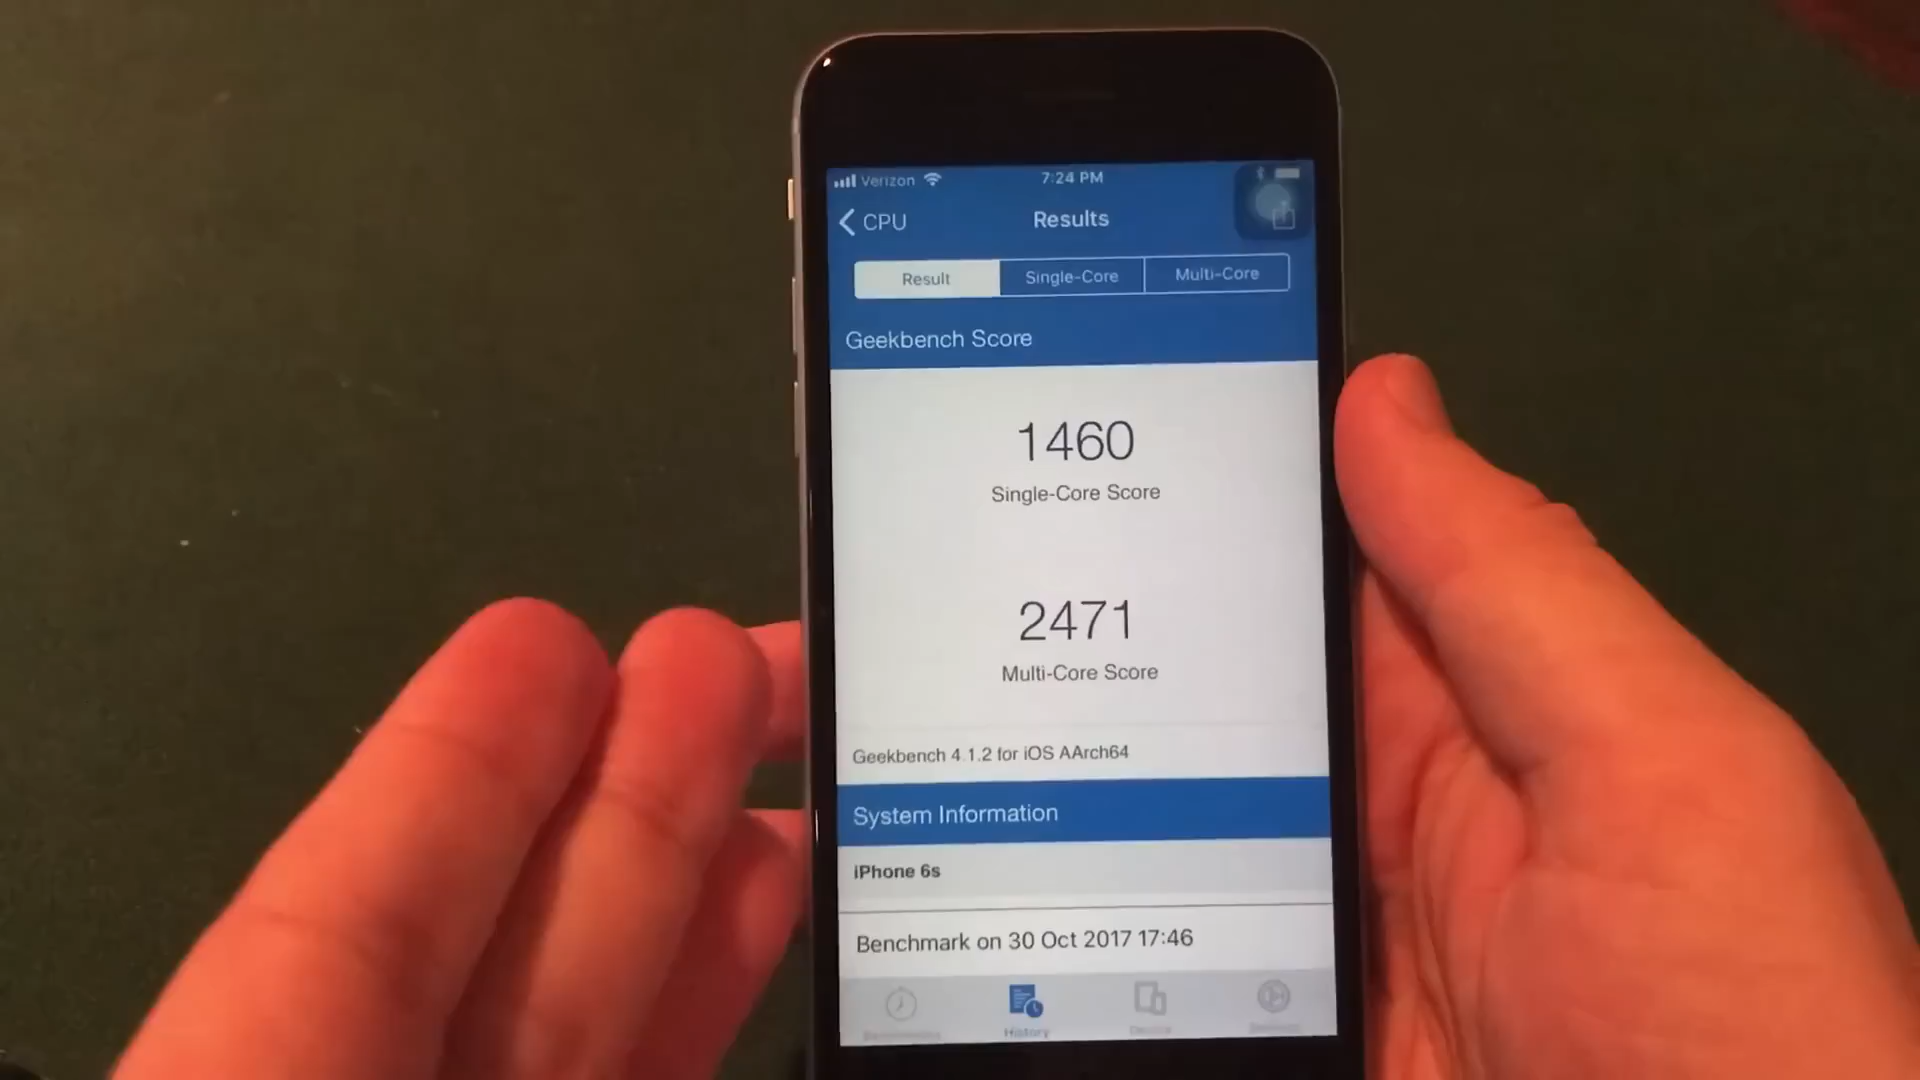 Verizon 7:24 PM
CPU Results
Result Single-Core Multi-Core
Geekbench Score
1460
Single-Core Score
2471
Multi-Core Score
Geekbench 4.1.2 for iOS AArch64
System Information
iPhone 6s
Benchmark on 30 Oct 2017 17:46
History